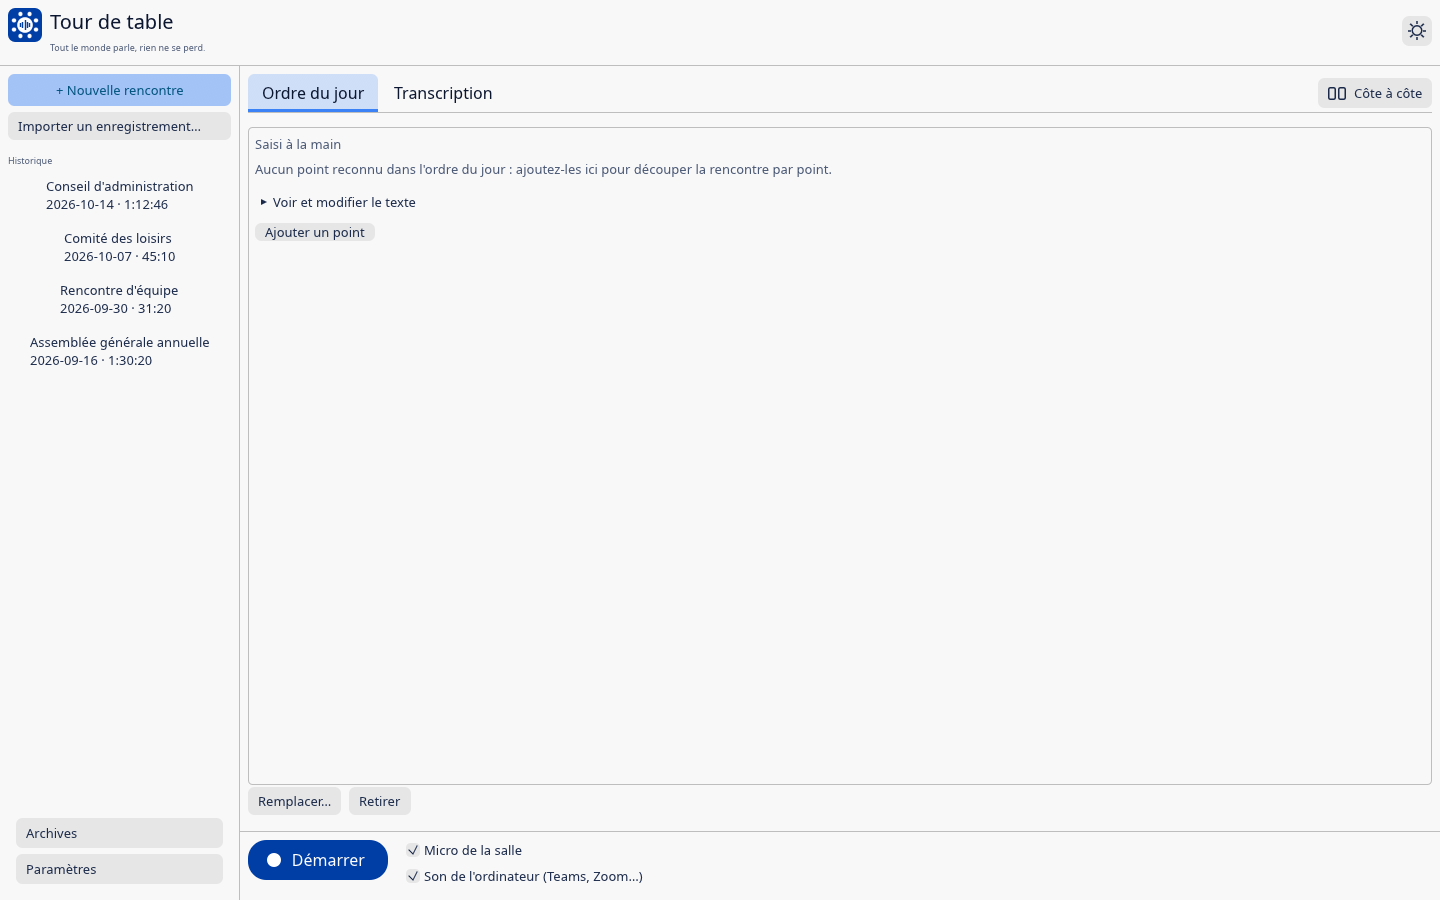 Tour de table
Tout le monde parle, rien ne se perd.
+ Nouvelle rencontre
Importer un enregistrement...
Historique
Conseil d'administration
2026-10-14 · 1:12:46
Comité des loisirs
2026-10-07 · 45:10
Rencontre d'équipe
2026-09-30 · 31:20
Assemblée générale annuelle
2026-09-16 · 1:30:20
Archives
Paramètres
Ordre du jour
Transcription
Côte à côte
Saisi à la main
Aucun point reconnu dans l'ordre du jour : ajoutez-les ici pour découper la rencontre par point.
Voir et modifier le texte
Ajouter un point
Remplacer...
Retirer
Démarrer
Micro de la salle
Son de l'ordinateur (Teams, Zoom...)